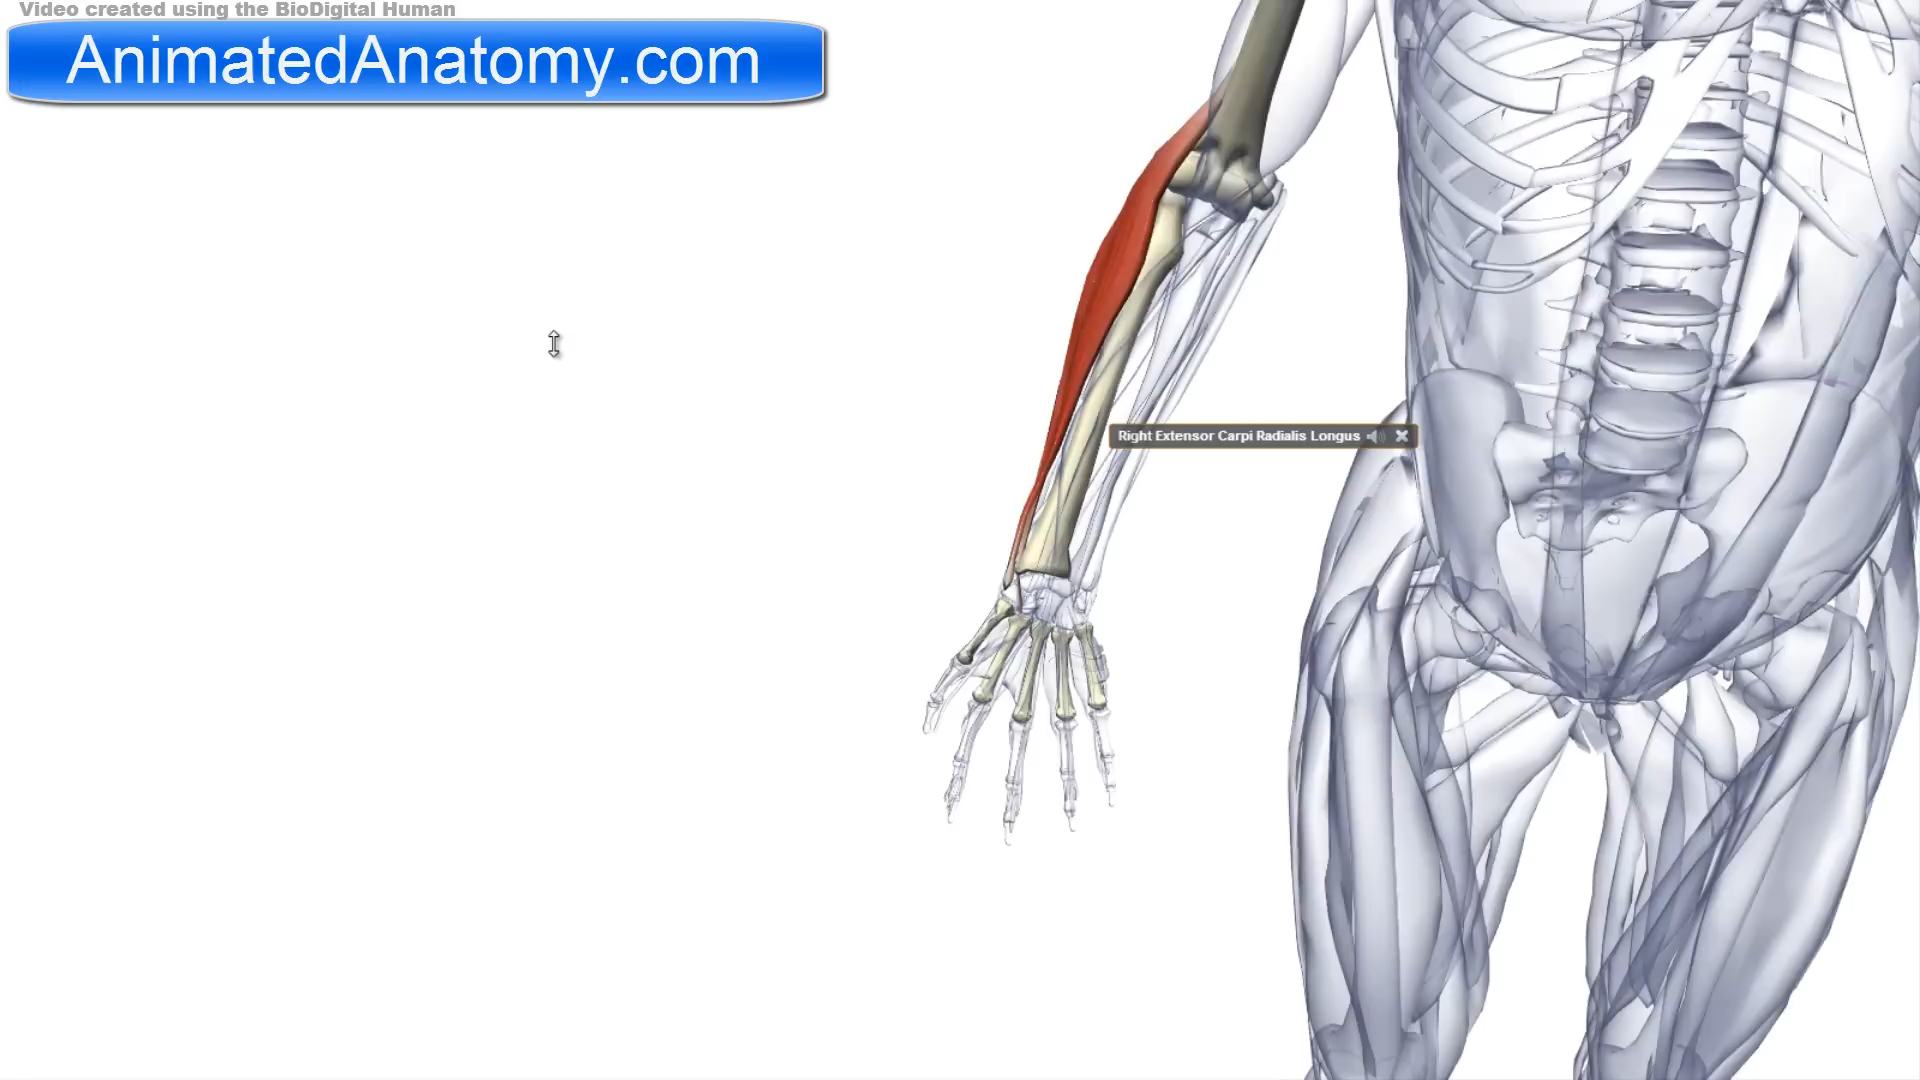 Video created using the BioDigital Human
AnimatedAnatomy.com
Right Extensor Carpi Radialis Longus